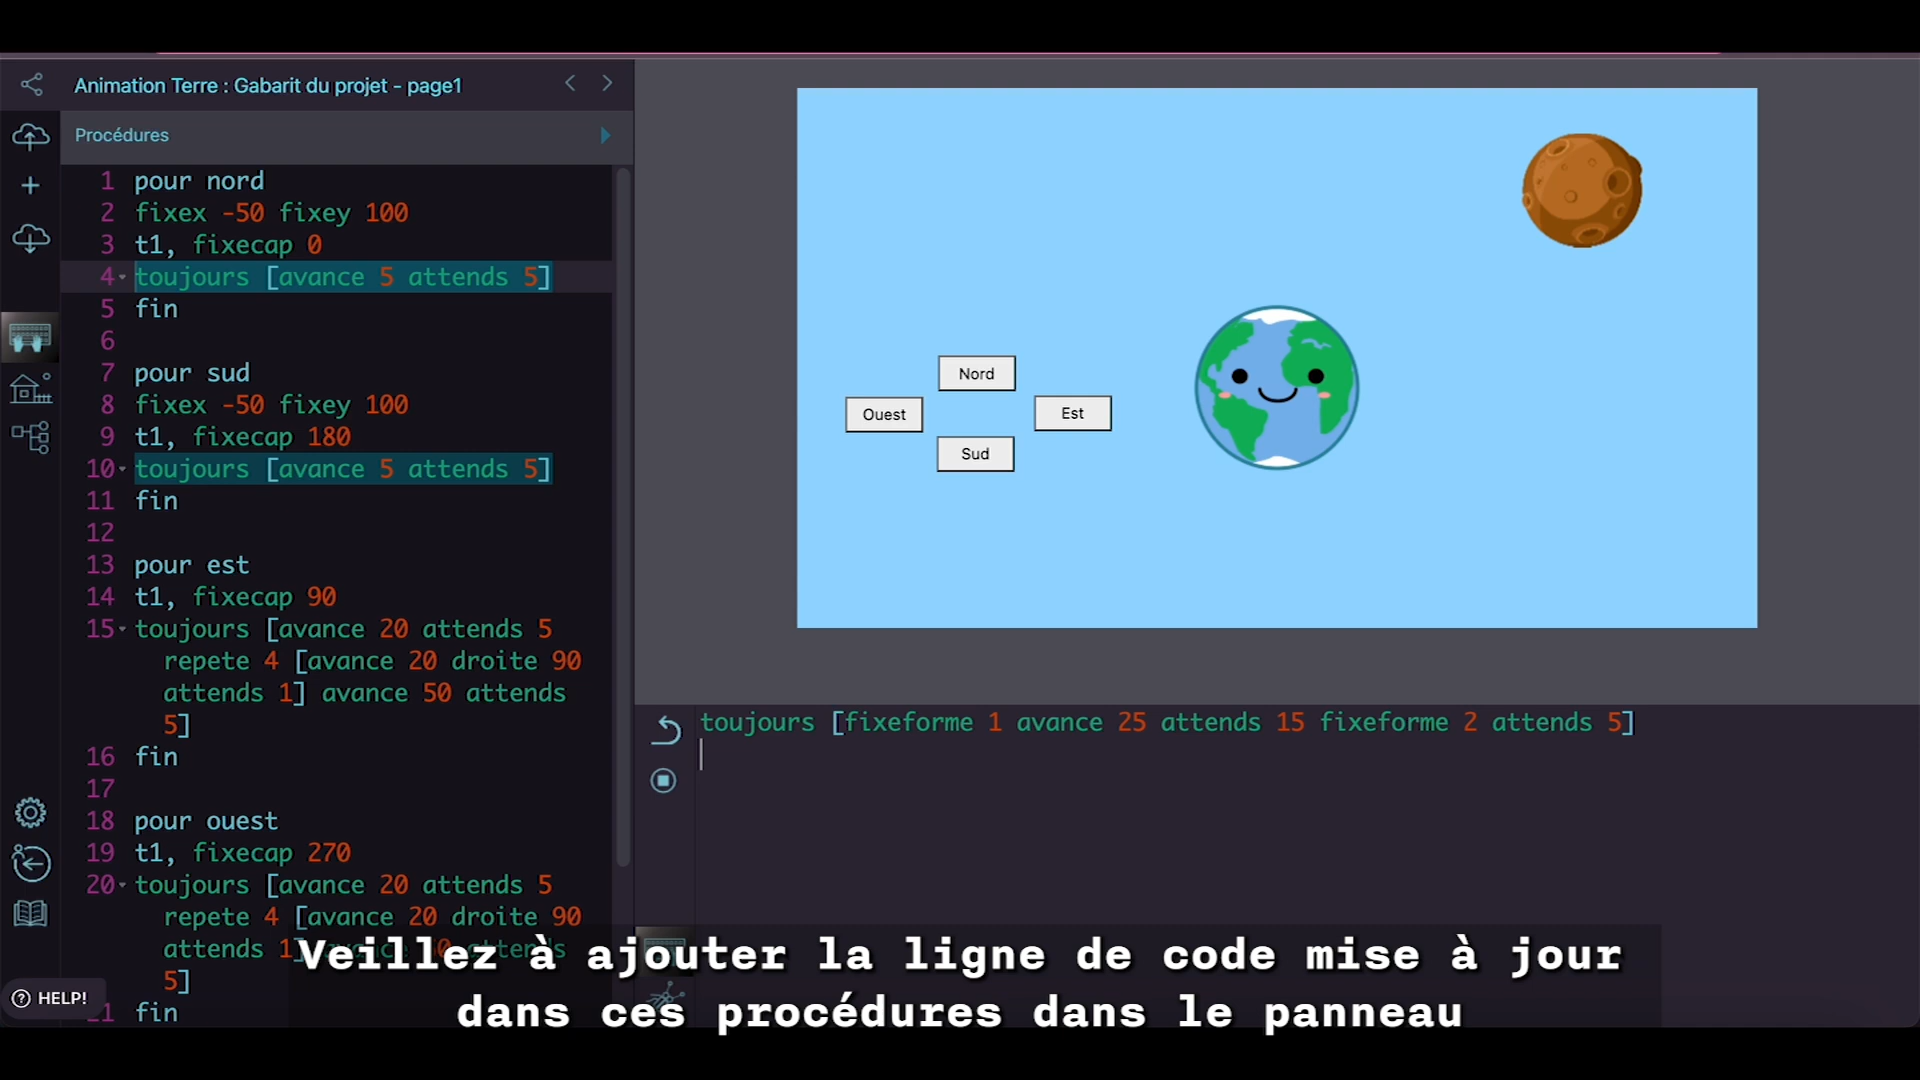 Animation Terre : Gabarit du projet - page1
Procédures
1 pour nord
2 fixex -50 fixey 100
3 t1, fixecap 0
4 toujours [avance 5 attends 5]
5 fin
6
7 pour sud
8 fixex -50 fixey 100
9 t1, fixecap 180
10 toujours [avance 5 attends 5]
11 fin
12
13 pour est
14 t1, fixecap 90
15 toujours [avance 20 attends 5
repete 4 [avance 20 droite 90
attends 1] avance 50 attends
5]
16 fin
17
18 pour ouest
19 t1, fixecap 270
20 toujours [avance 20 attends 5
repete 4 [avance 20 droite 90
attends 1] attends
5]
21 fin
HELP!
Nord
Ouest
Est
Sud
toujours [fixeforme 1 avance 25 attends 15 fixeforme 2 attends 5]
Veillez à ajouter la ligne de code mise à jour
dans ces procédures dans le panneau